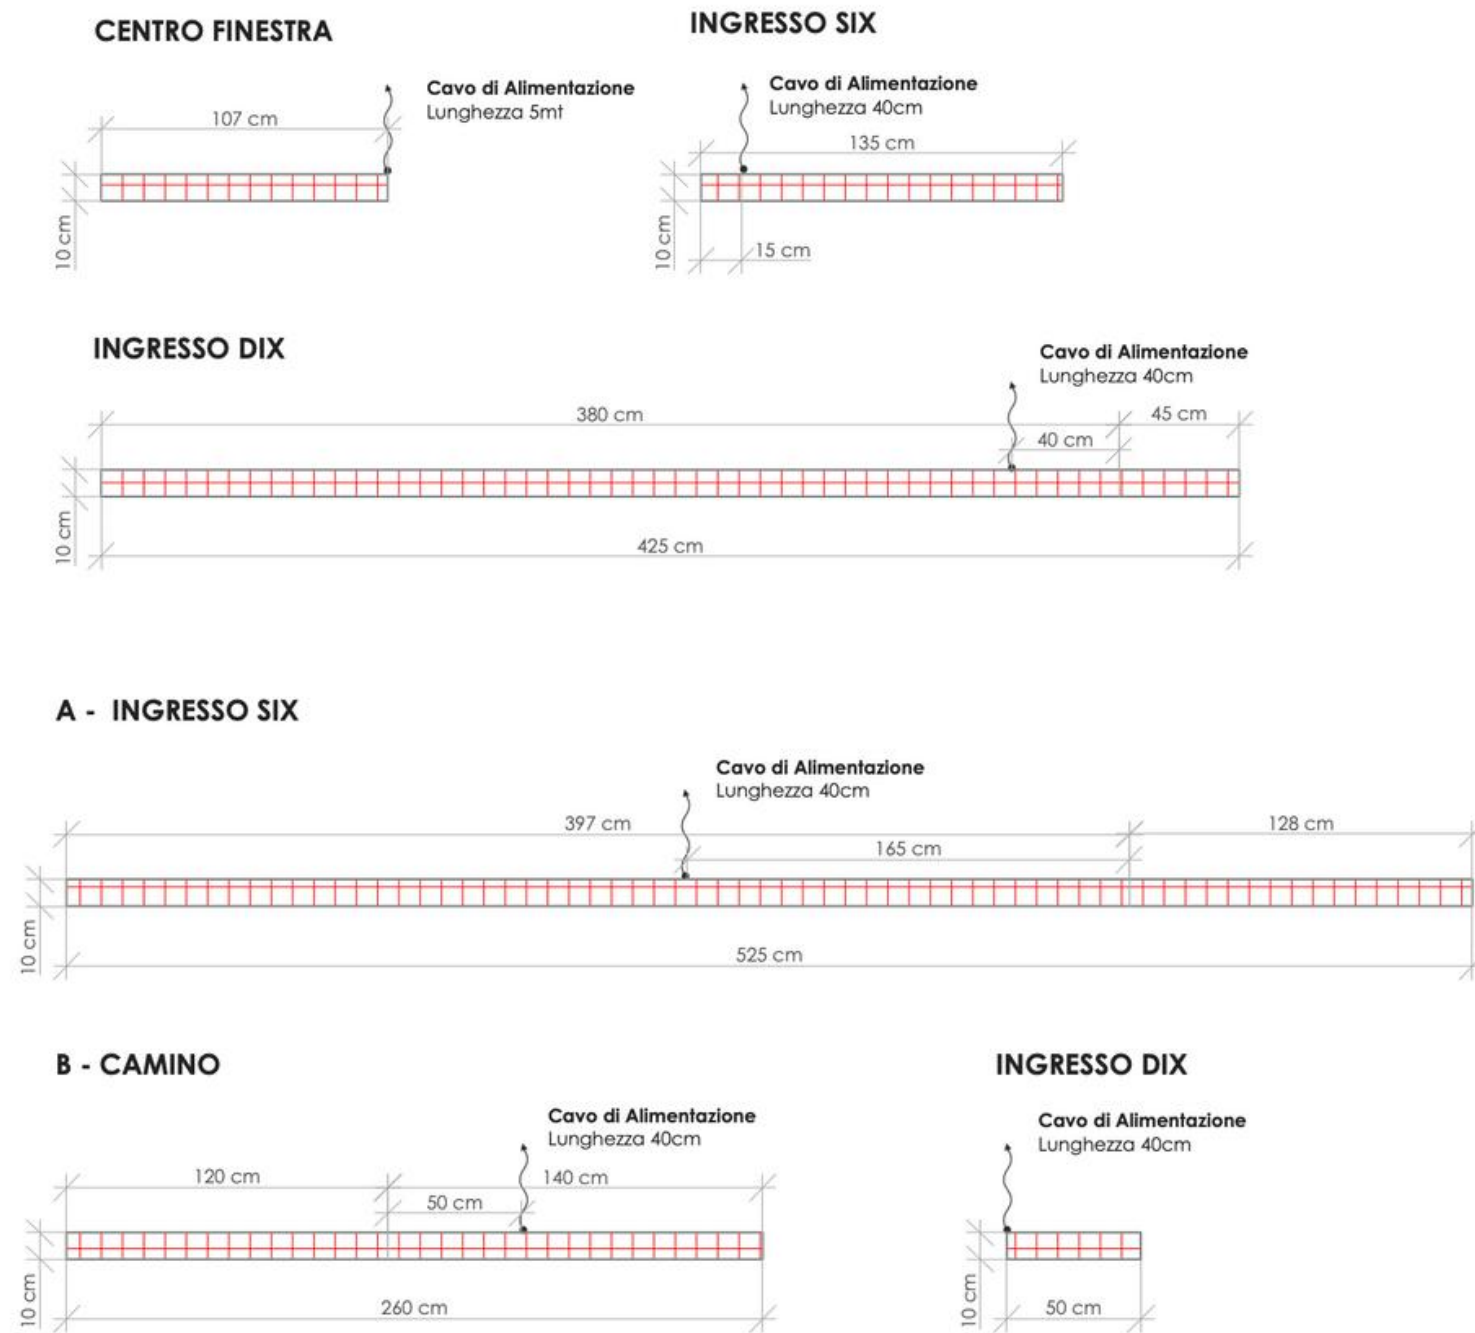 CENTRO FINESTRA
Cavo di Alimentazione
Lunghezza 5mt
107 cm
10 cm
INGRESSO SIX
Cavo di Alimentazione
Lunghezza 40cm
135 cm
10 cm
15 cm
INGRESSO DIX
Cavo di Alimentazione
Lunghezza 40cm
380 cm
45 cm
40 cm
10 cm
425 cm
A - INGRESSO SIX
Cavo di Alimentazione
Lunghezza 40cm
397 cm
128 cm
165 cm
10 cm
525 cm
B - CAMINO
Cavo di Alimentazione
Lunghezza 40cm
120 cm
140 cm
50 cm
10 cm
260 cm
INGRESSO DIX
Cavo di Alimentazione
Lunghezza 40cm
10 cm
50 cm